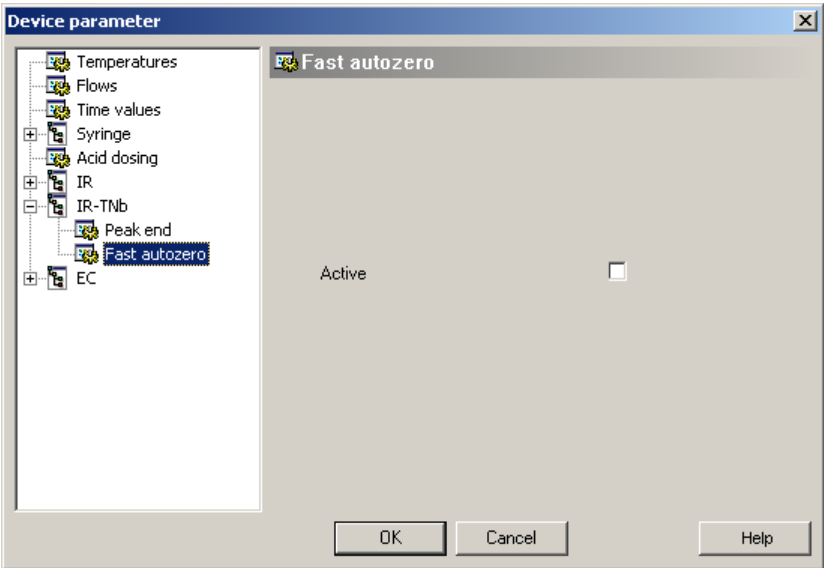 Device parameter
Temperatures
Flows
Time values
Syringe
Acid dosing
IR
IR-TNb
Peak end
Fast autozero
EC
Fast autozero
Active
OK
Cancel
Help